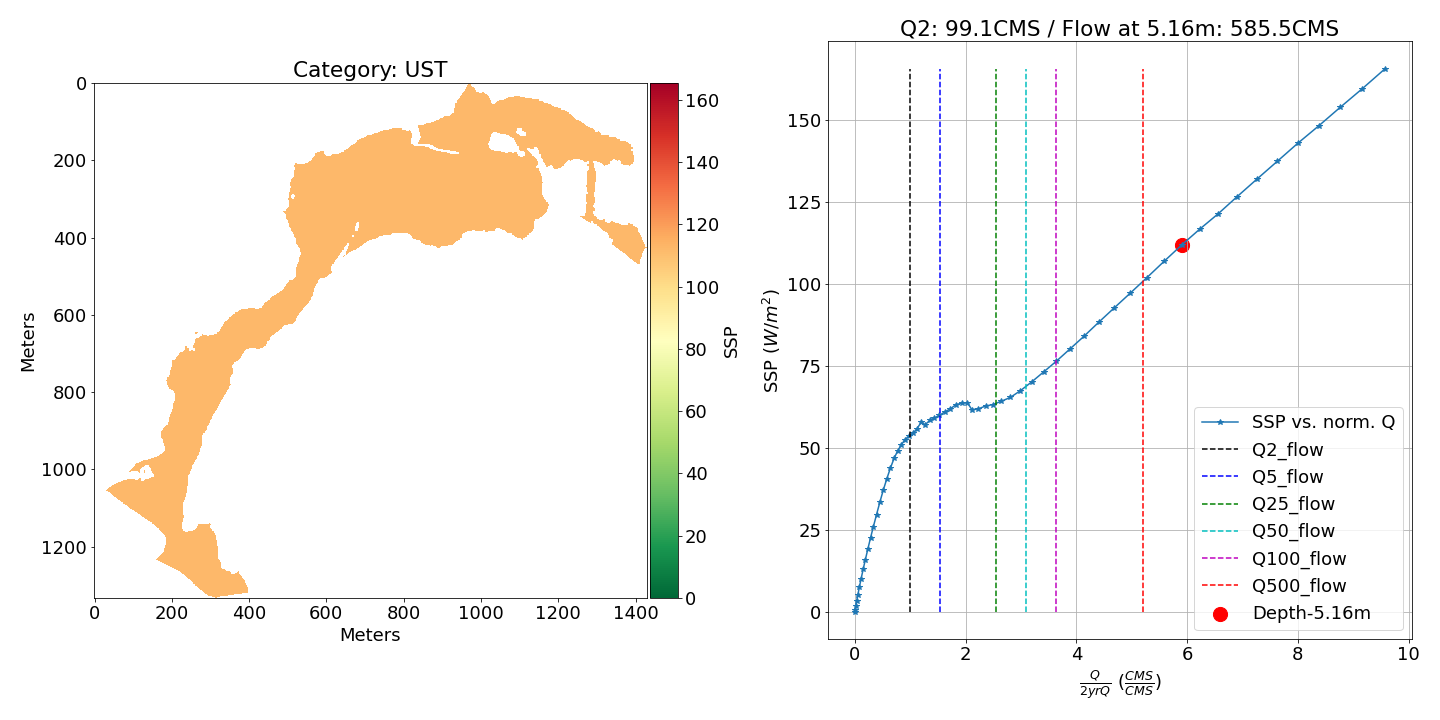 Category: UST
0
200
400
600
800
1000
1200
Meters
0 200 400 600 800 1000 1200 1400
Meters
160
140
120
100
80
60
40
20
0
SSP
Q2: 99.1CMS / Flow at 5.16m: 585.5CMS
150
125
100
75
50
25
0
SSP (W/m²)
0 2 4 6 8 10
Q/2yrQ (CMS/CMS)
SSP vs. norm. Q
Q2_flow
Q5_flow
Q25_flow
Q50_flow
Q100_flow
Q500_flow
Depth-5.16m